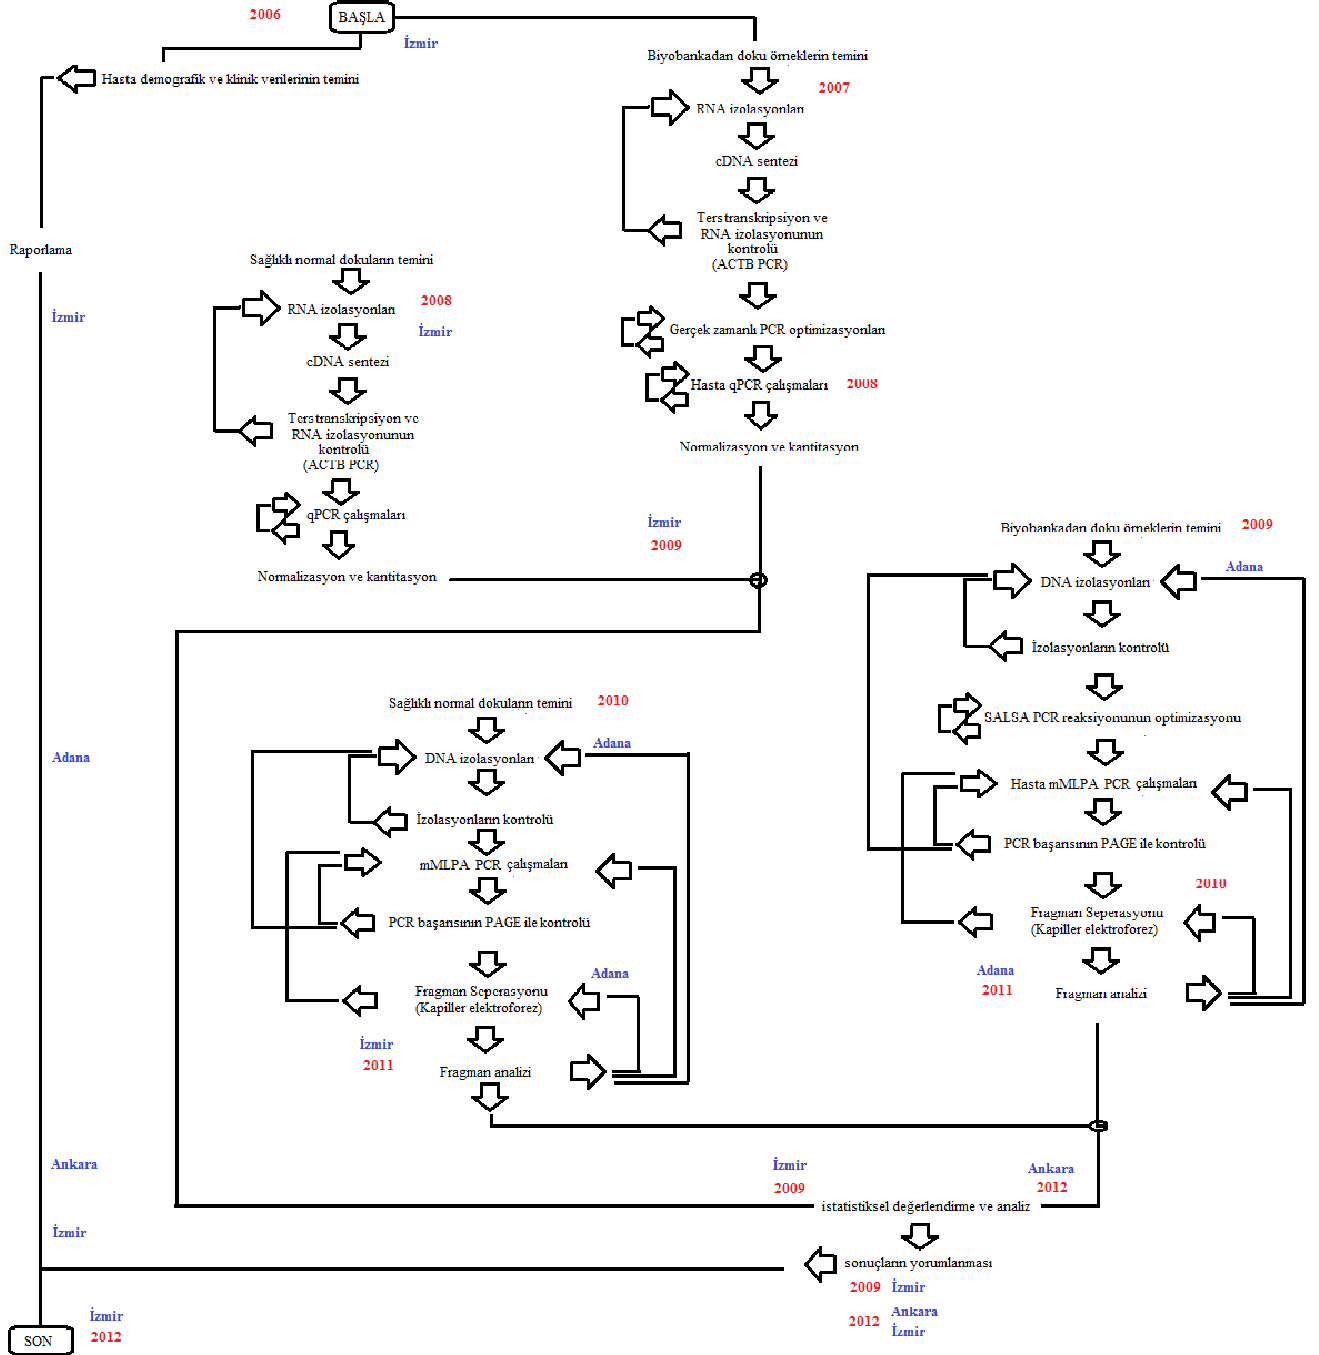 2006
BAŞLA
İzmir
Hasta demografik ve klinik verilerinin temini
Raporlama
İzmir
Adana
Ankara
İzmir
Biyobankadan doku örneklerin temini
2007
RNA izolasyonları
cDNA sentezi
Terstranskripsiyon ve
RNA izolasyonunun
kontrolü
(ACTB PCR)
Gerçek zamanlı PCR optimizasyonları
Hasta qPCR çalışmaları
2008
Normalizasyon ve kantitasyon
İzmir
2009
Sağlıklı normal dokuların temini
RNA izolasyonları
2008
İzmir
cDNA sentezi
Terstranskripsiyon ve
RNA izolasyonunun
kontrolü
(ACTB PCR)
qPCR çalışmaları
Normalizasyon ve kantitasyon
Biyobankadan doku örneklerin temini
2009
Adana
DNA izolasyonları
İzolasyonların kontrolü
SALSA PCR reaksiyonunun optimizasyonu
Hasta mMLPA PCR çalışmaları
PCR başarısının PAGE ile kontrolü
2010
Fragman Seperasyonu
(Kapiller elektroforez)
Adana
2011
Fragman analizi
Sağlıklı normal dokuların temini
2010
Adana
DNA izolasyonları
İzolasyonların kontrolü
mMLPA PCR çalışmaları
PCR başarısının PAGE ile kontrolü
Adana
Fragman Seperasyonu
(Kapiller elektroforez)
İzmir
2011
Fragman analizi
İzmir
2009
Ankara
2012
istatistiksel değerlendirme ve analiz
sonuçların yorumlanması
2009 İzmir
2012 Ankara
İzmir
İzmir
2012
SON